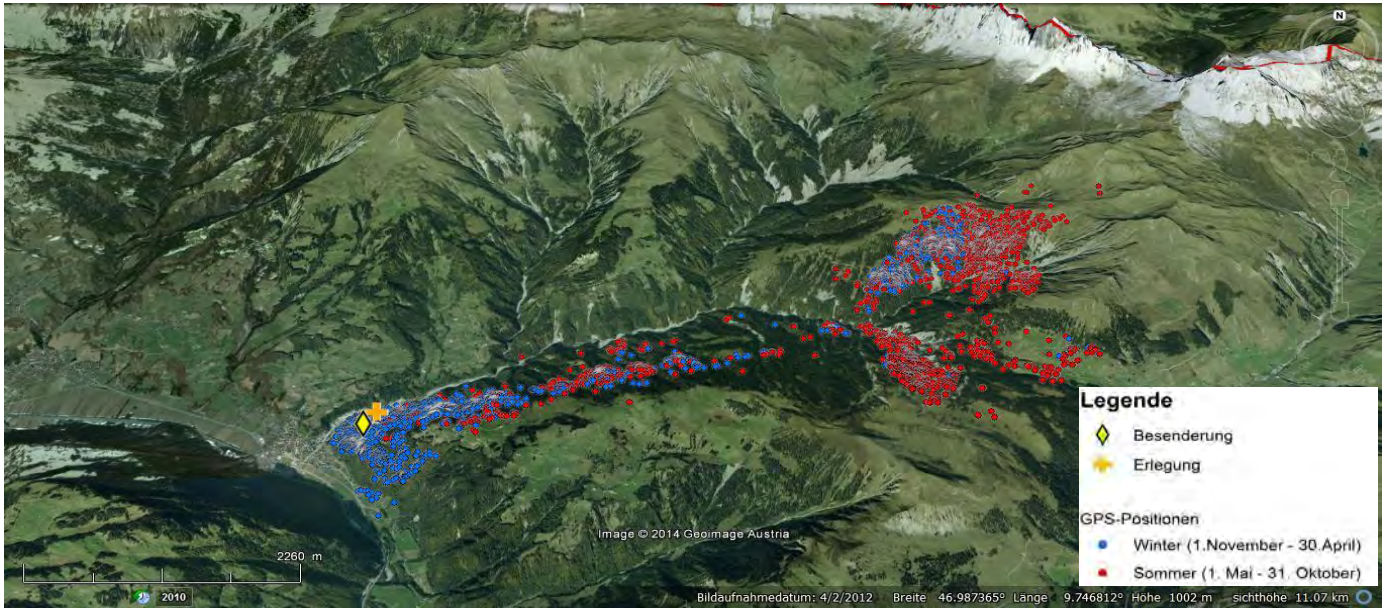 N
Legende
Besenderung
Erlegung
GPS-Positionen
Winter (1.November - 30.April)
Sommer (1. Mai - 31. Oktober)
Image © 2014 Geoimage Austria
2260 m
2010
Bildaufnahmedatum: 4/2/2012 Breite 46.987365° Länge 9.746812° Höhe 1002 m sichthöhe 11.07 km